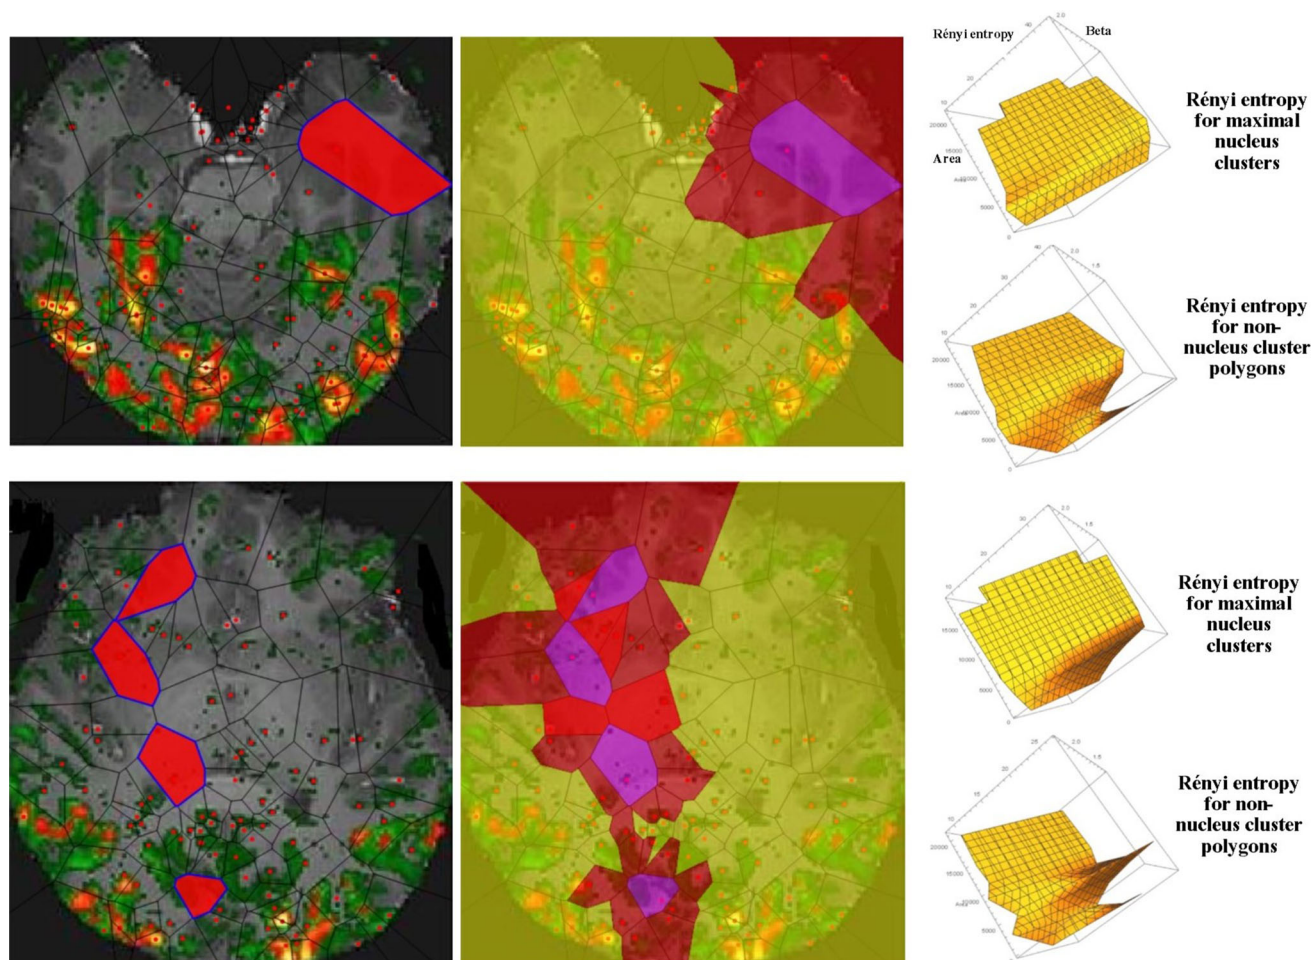 Rényi entropy
Beta
Area
Rényi entropy
for maximal
nucleus
clusters
Rényi entropy
for non-
nucleus cluster
polygons
Rényi entropy
for maximal
nucleus
clusters
Rényi entropy
for non-
nucleus cluster
polygons